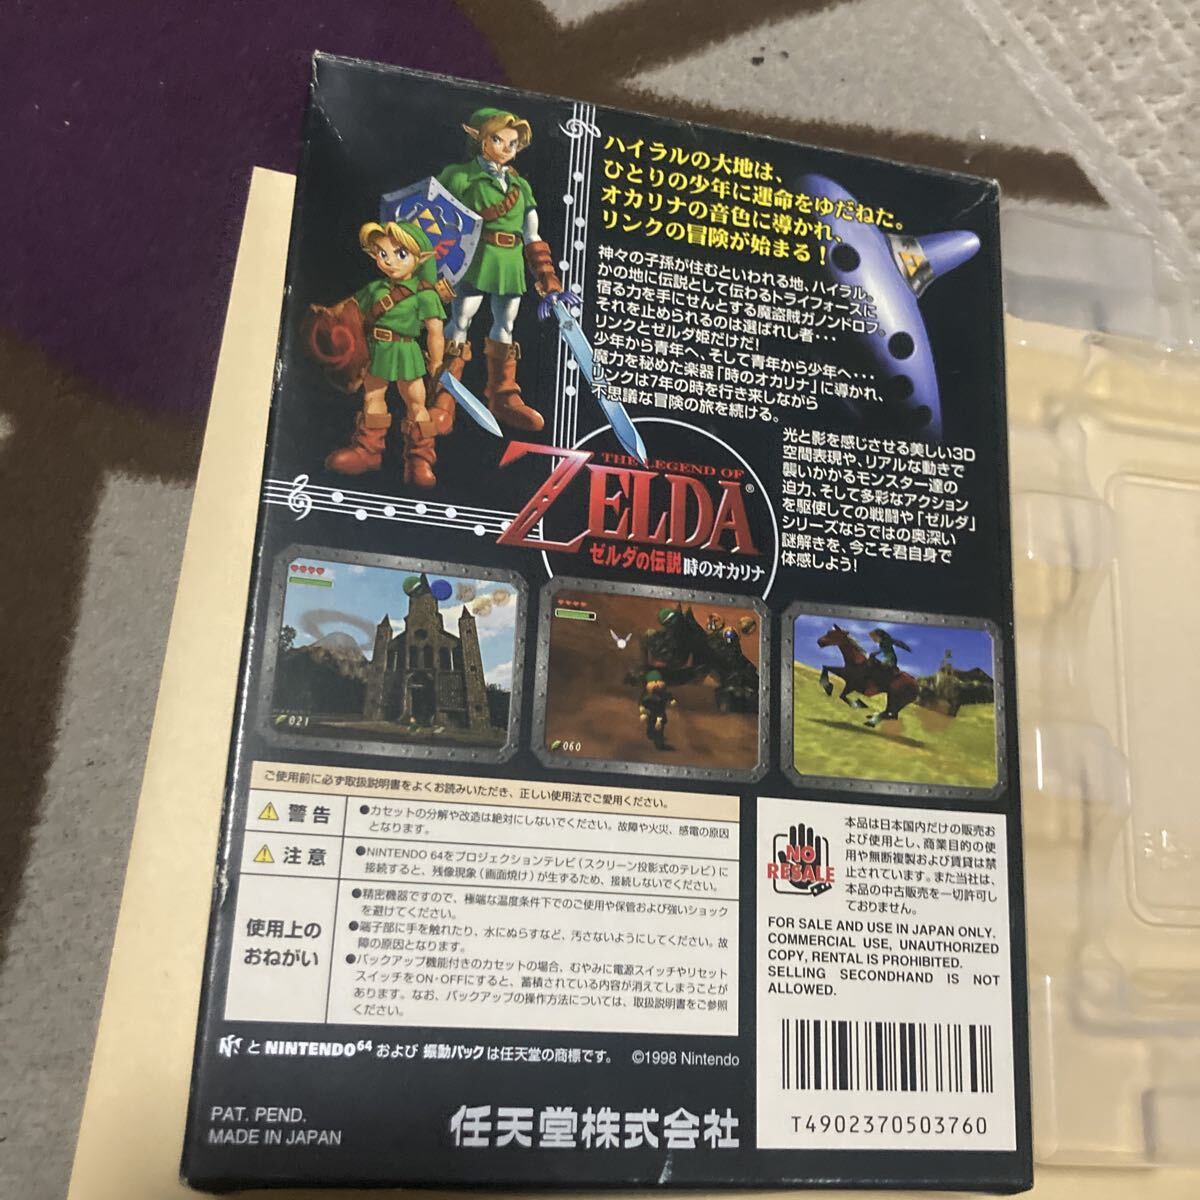 ハイラルの大地は、
ひとりの少年に運命をゆだねた。
オカリナの音色に導かれ、
リンクの冒険が始まる!
神々の子孫が住むといわれる地、ハイラル。
かの地に伝説として伝わるトライフォースに
宿る力を手にせんとする魔盗賊ガノンドロフ。
それを止められるのは選ばれし者・・・
リンクとゼルダ姫だけだ!
少年から青年へ、そして青年から少年へ・・・
魔力を秘めた楽器「時のオカリナ」に導かれ、
リンクは7年の時を行き来しながら
不思議な冒険の旅を続ける。
光と影を感じさせる美しい3D
空間表現や、リアルな動きで
襲いかかるモンスター達の
迫力、そして多彩なアクション
を駆使しての戦闘や「ゼルダ」
シリーズならではの奥深い
謎解きを、今こそ君自身で
体感しよう!
THE LEGEND OF
ZELDA®
ゼルダの伝説 時のオカリナ
021
060
ご使用前に必ず取扱説明書をよくお読みいただき、正しい使用法でご愛用ください。
警告
●カセットの分解や改造は絶対にしないでください。故障や火災、感電の原因
となります。
注意
●NINTENDO 64をプロジェクションテレビ(スクリーン投影式のテレビ)に
接続すると、残像現象(画面焼け)が生ずるため、接続しないでください。
使用上の
おねがい
●精密機器ですので、極端な温度条件下でのご使用や保管および強いショック
を避けてください。
●端子部に手を触れたり、水にぬらすなど、汚さないようにしてください。故
障の原因となります。
●バックアップ機能付きのカセットの場合、むやみに電源スイッチやリセット
スイッチをON・OFFにすると、蓄積されている内容が消えてしまうことが
あります。なお、バックアップの操作方法については、取扱説明書をご参照
ください。
NO
RESALE
本品は日本国内だけの販売お
よび使用とし、商業目的の使
用や無断複製および賃貸は禁
止されています。また当社は、
本品の中古販売を一切許可し
ておりません。
FOR SALE AND USE IN JAPAN ONLY.
COMMERCIAL USE, UNAUTHORIZED
COPY, RENTAL IS PROHIBITED.
SELLING SECONDHAND IS NOT
ALLOWED.
T4902370503760
と NINTENDO64 および 振動パック は任天堂の商標です。 ©1998 Nintendo
PAT. PEND.
MADE IN JAPAN
任天堂株式会社